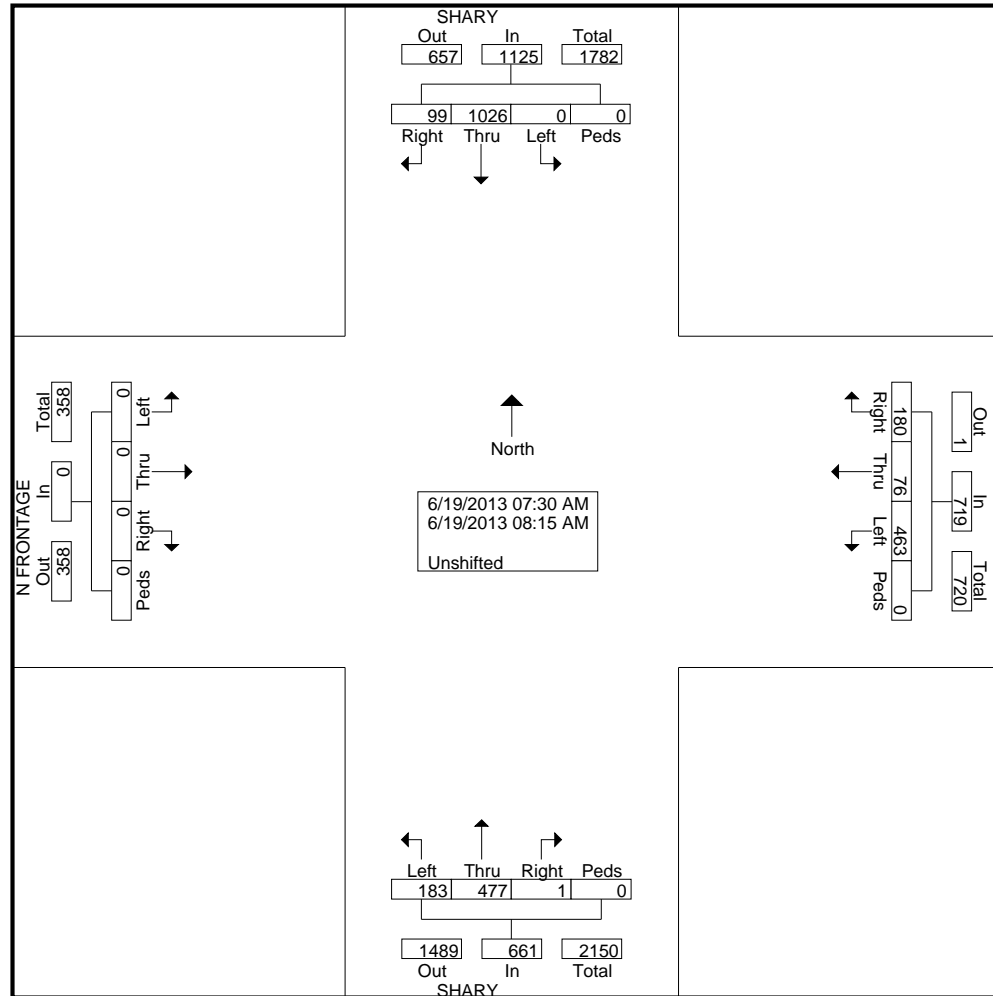 SHARY
Out In Total
657 1125 1782
99 1026 0 0
Right Thru Left Peds
North
6/19/2013 07:30 AM
6/19/2013 08:15 AM
Unshifted
N FRONTAGE
Out In Total
358 0 358
0 0 0 0
Left Thru Right Peds
Out In Total
1 719 720
180 76 463 0
Right Thru Left Peds
Left Thru Right Peds
183 477 1 0
1489 661 2150
Out In Total
SHARY